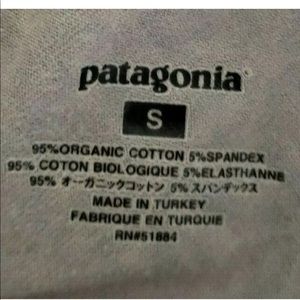 patagonia
S
95%ORGANIC COTTON 5%SPANDEX
95% COTON BIOLOGIQUE 5%ELASTHANNE
95% オーガニックコットン 5% スパンデックス
MADE IN TURKEY
FABRIQUE EN TURQUIE
RN#51884